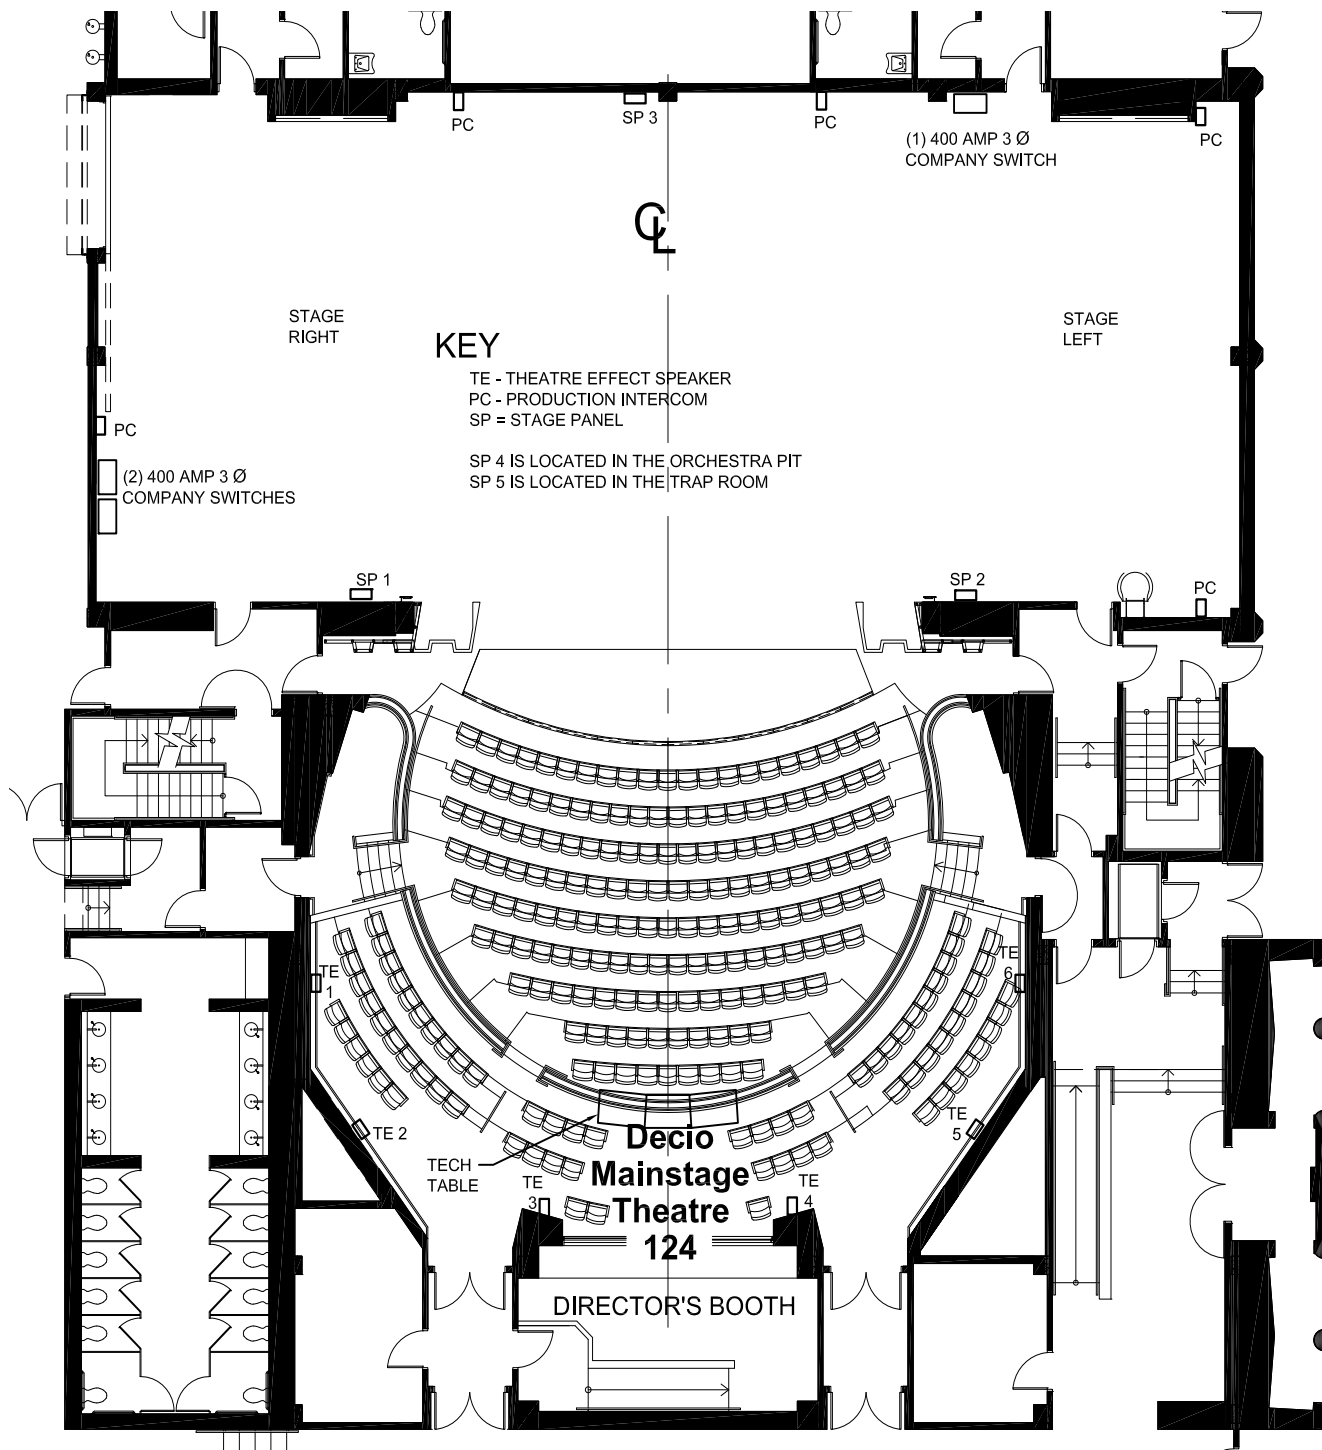 PC
SP 3
PC
PC
(1) 400 AMP 3 Ø
COMPANY SWITCH
CL
STAGE
RIGHT
STAGE
LEFT
KEY
TE - THEATRE EFFECT SPEAKER
PC - PRODUCTION INTERCOM
SP = STAGE PANEL
SP 4 IS LOCATED IN THE ORCHESTRA PIT
SP 5 IS LOCATED IN THE TRAP ROOM
PC
(2) 400 AMP 3 Ø
COMPANY SWITCHES
SP 1
SP 2
PC
TE
1
TE
6
TE 2
TE
5
TECH
TABLE
TE
3
TE
4
Decio
Mainstage
Theatre
124
DIRECTOR'S BOOTH